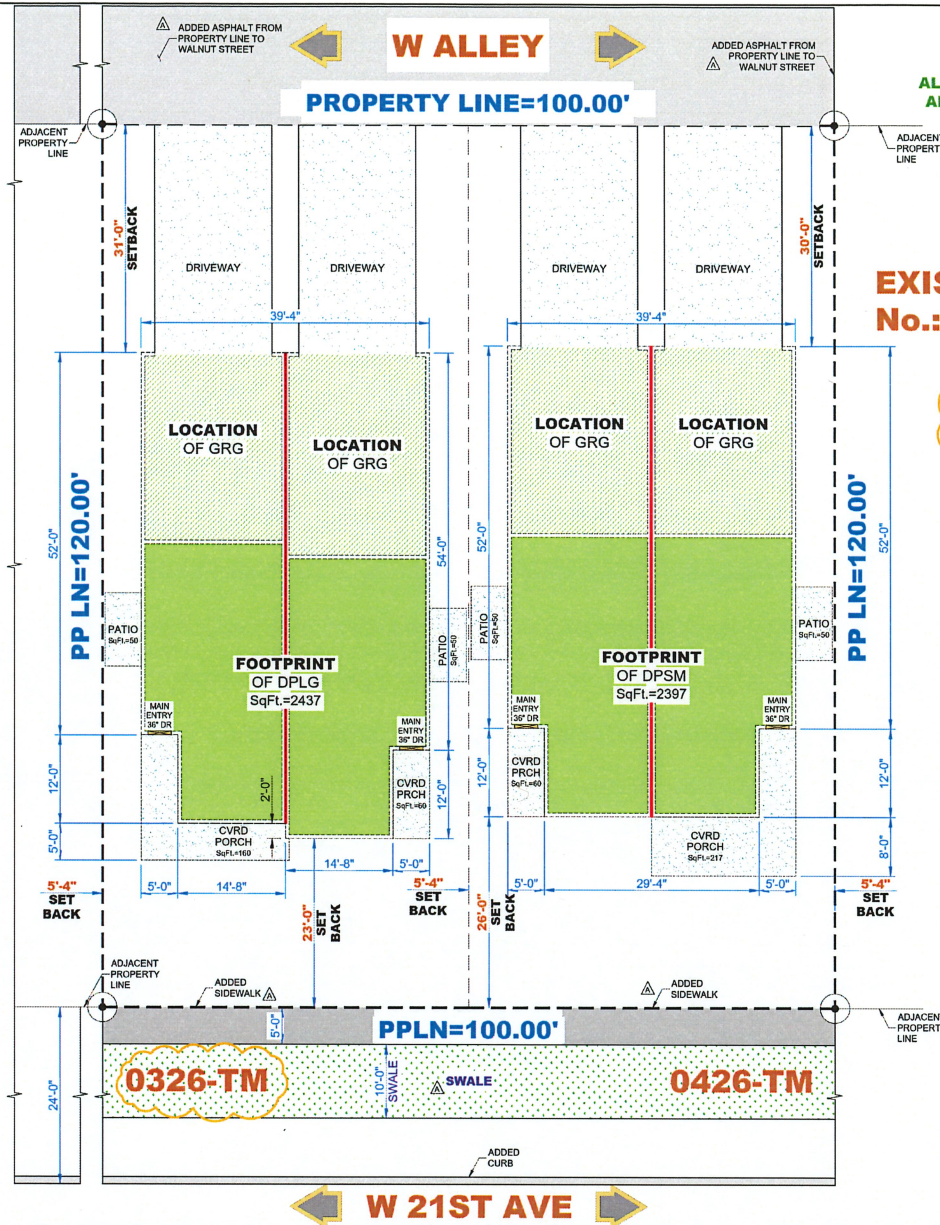 ADDED ASPHALT FROM
PROPERTY LINE TO
WALNUT STREET
W ALLEY
ADDED ASPHALT FROM
PROPERTY LINE TO
WALNUT STREET
PROPERTY LINE=100.00'
ADJACENT
PROPERTY
LINE
LINE
31'-0"
SETBACK
DRIVEWAY
DRIVEWAY
DRIVEWAY
DRIVEWAY
30'-0"
SETBACK
No.:
39'-4"
39'-4"
LOCATION
OF GRG
LOCATION
OF GRG
LOCATION
OF GRG
LOCATION
OF GRG
PP LN=120.00'
52'-0"
54'-0"
52'-0"
52'-0"
PP LN=120.00'
PATIO
SqFt.=50
PATIO
SqFt.=50
PATIO
SqFt.=50
PATIO
SqFt.=50
FOOTPRINT
OF DPLG
SqFt.=2437
FOOTPRINT
OF DPSM
SqFt.=2397
MAIN
ENTRY
36" DR
MAIN
ENTRY
36" DR
MAIN
ENTRY
36" DR
MAIN
ENTRY
36" DR
12'-0"
2'-0"
CVRD
PRCH
SqFt.=60
12'-0"
12'-0"
CVRD
PRCH
SqFt.=60
12'-0"
5'-0"
CVRD
PORCH
SqFt.=160
CVRD
PORCH
SqFt.=217
8'-0"
5'-4"
SET
BACK
5'-0"
14'-8"
14'-8"
5'-0"
5'-4"
SET
BACK
5'-0"
29'-4"
5'-0"
5'-4"
SET
BACK
23'-0"
SET
BACK
26'-0"
SET
BACK
ADJACENT
PROPERTY
LINE
ADDED
SIDEWALK
ADDED
SIDEWALK
LINE
5'-0"
PPLN=100.00'
24'-0"
0326-TM
10'-0"
SWALE
SWALE
0426-TM
ADDED
CURB
W 21ST AVE